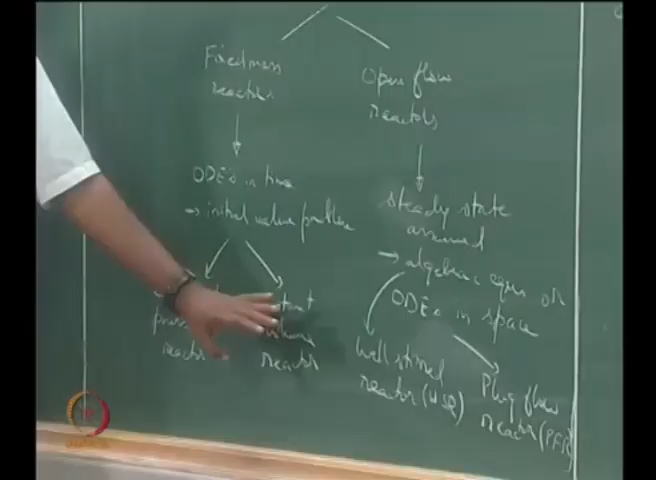 Fixed mass
reactors
Open flow
reactors
ODEs in time
→ initial value problem
steady state
assumed
→ algebraic eqns or
ODEs in space
reactor
reactor
Well stirred
reactor (WSR)
Plug flow
reactor (PFR)